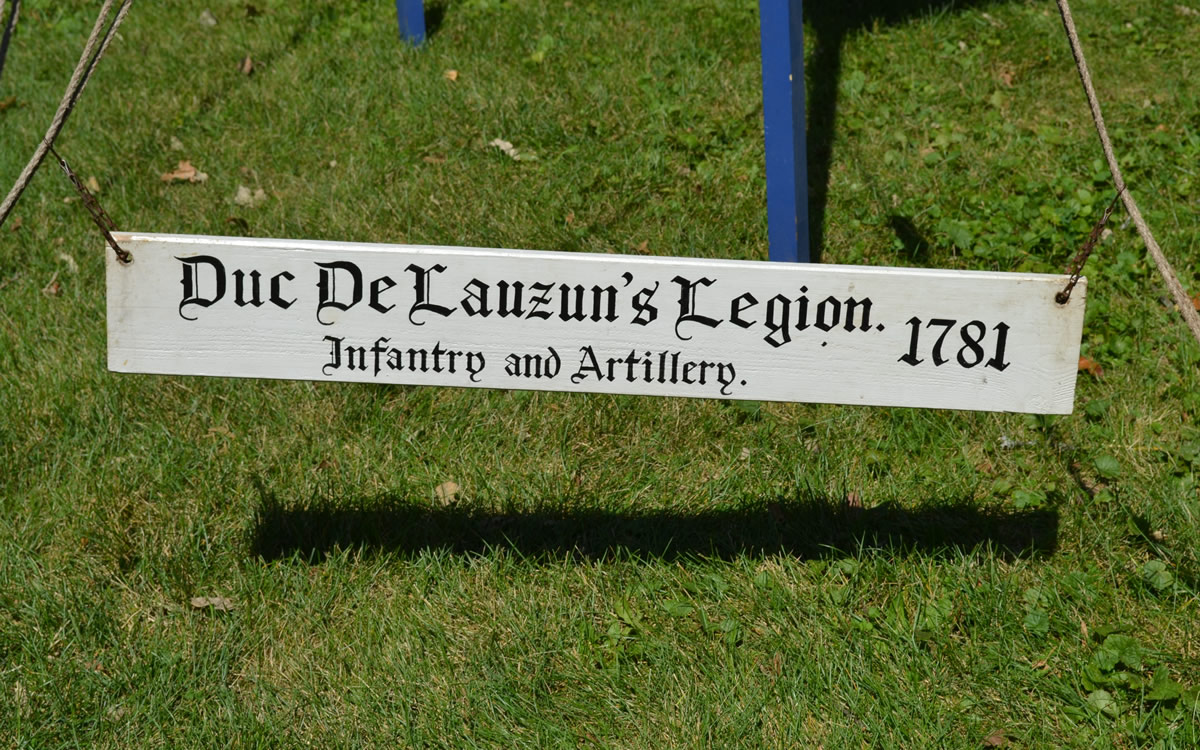 Duc De Lauzun's Legion. 1781
Infantry and Artillery.